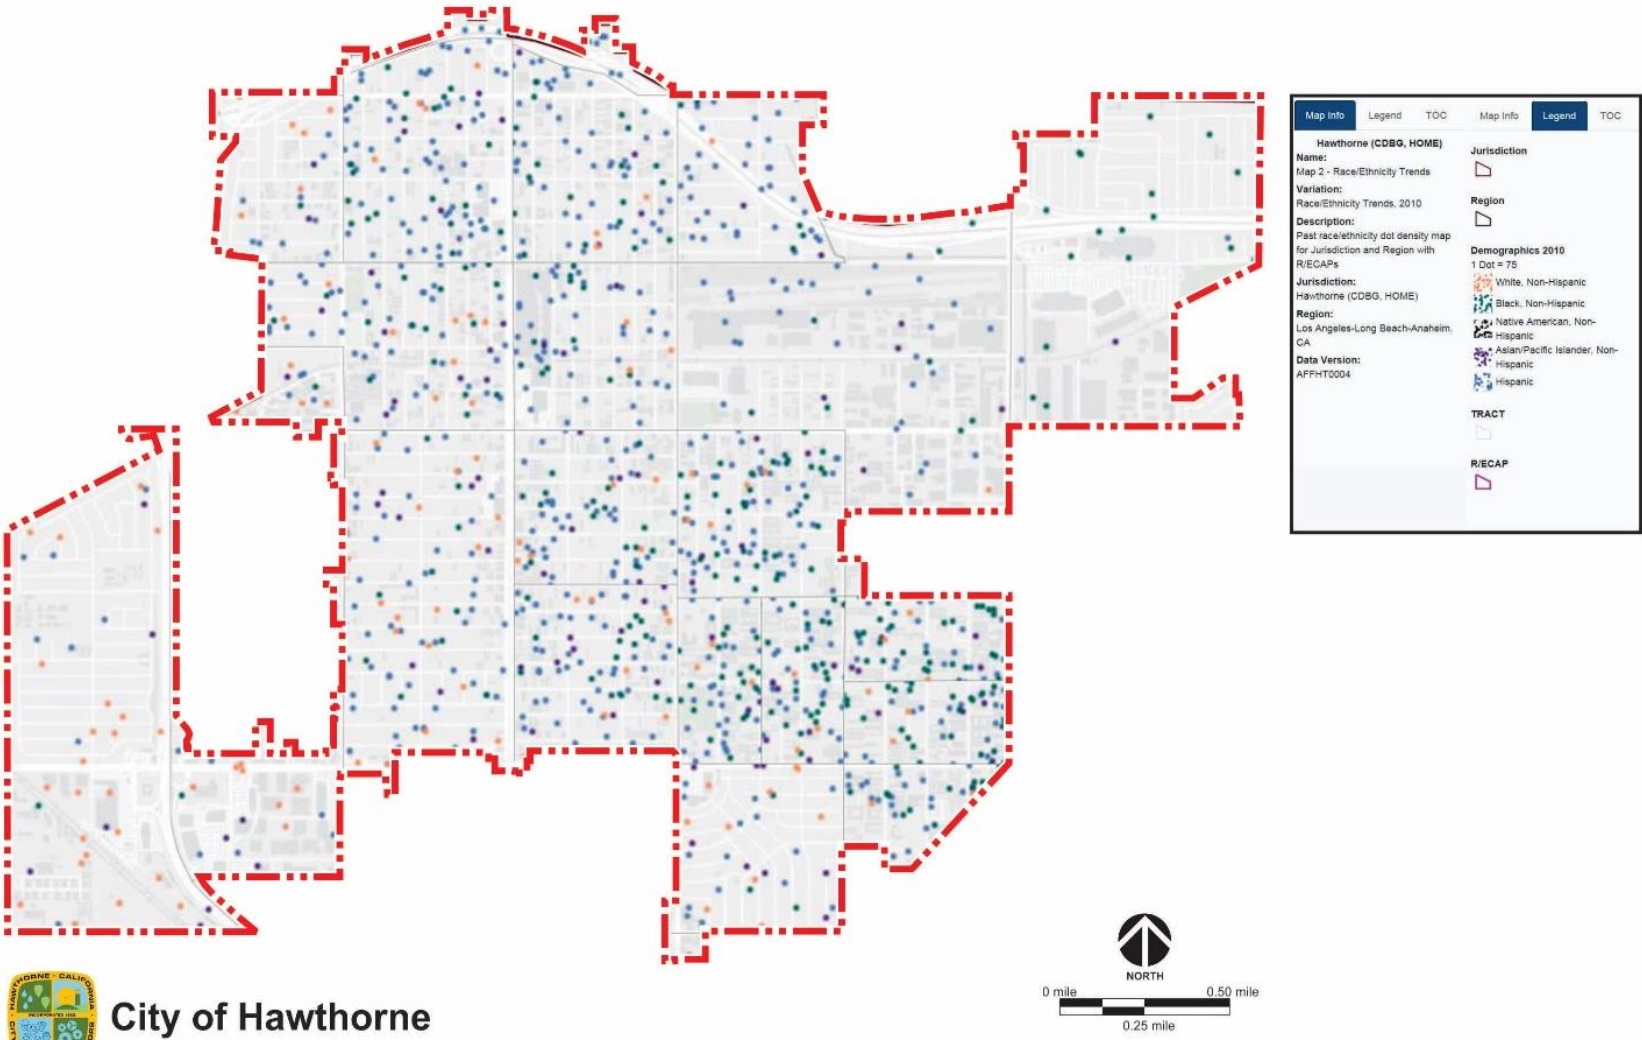 Map Info Legend TOC
Hawthorne (CDBG, HOME)
Name:
Map 2 - Race/Ethnicity Trends
Variation:
Race/Ethnicity Trends, 2010
Description:
Past race/ethnicity dot density map
for Jurisdiction and Region with
R/ECAPs
Jurisdiction:
Hawthorne (CDBG, HOME)
Region:
Los Angeles-Long Beach-Anaheim,
CA
Data Version:
AFFHT0004
Map Info Legend TOC
Jurisdiction
Region
Demographics 2010
1 Dot = 75
White, Non-Hispanic
Black, Non-Hispanic
Native American, Non-
Hispanic
Asian/Pacific Islander, Non-
Hispanic
Hispanic
TRACT
R/ECAP
NORTH
0 mile 0.50 mile
0.25 mile
HAWTHORNE - CALIFORNIA
INCORPORATED 1922
City of Hawthorne